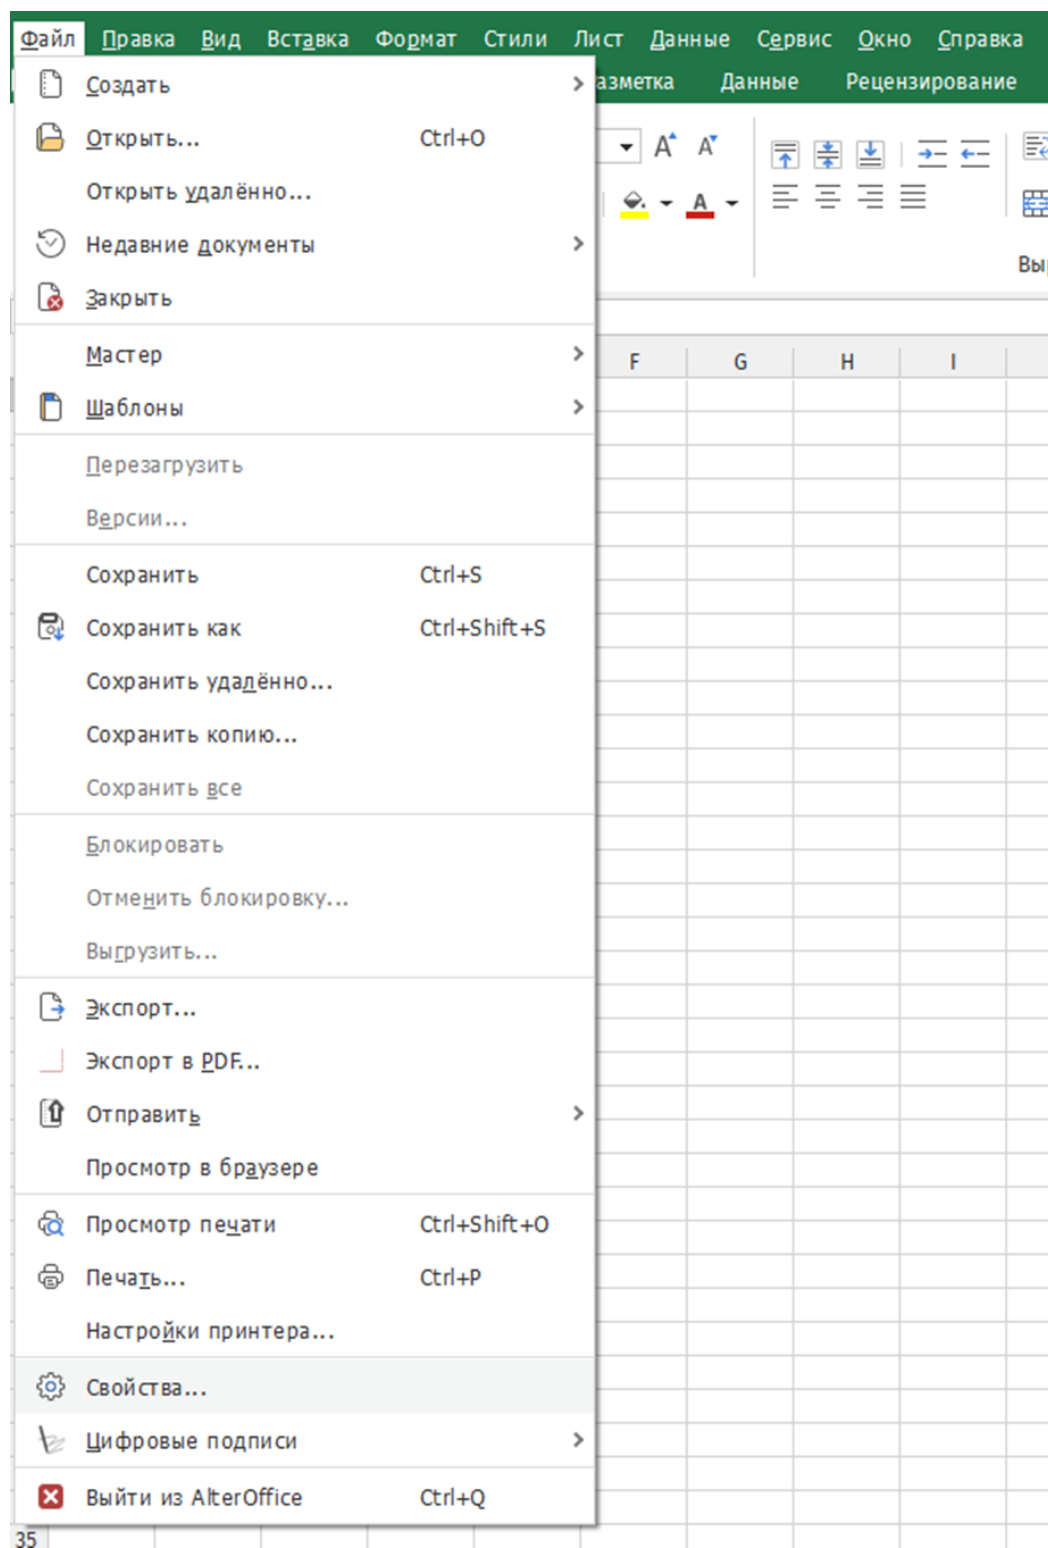 Файл Правка Вид Вставка Формат Стили Лист Данные Сервис Окно Справка
Данные Рецензирование
Создать
Открыть... Ctrl+O
Открыть удалённо...
Недавние документы
Закрыть
Мастер
F G H I
Шаблоны
Перезагрузить
Версии...
Сохранить Ctrl+S
Сохранить как Ctrl+Shift+S
Сохранить удалённо...
Сохранить копию...
Сохранить все
Блокировать
Отменить блокировку...
Выгрузить...
Экспорт...
Экспорт в PDF...
Отправить
Просмотр в браузере
Просмотр печати Ctrl+Shift+O
Печать... Ctrl+P
Настройки принтера...
Свойства...
Цифровые подписи
Выйти из AlterOffice Ctrl+Q
35